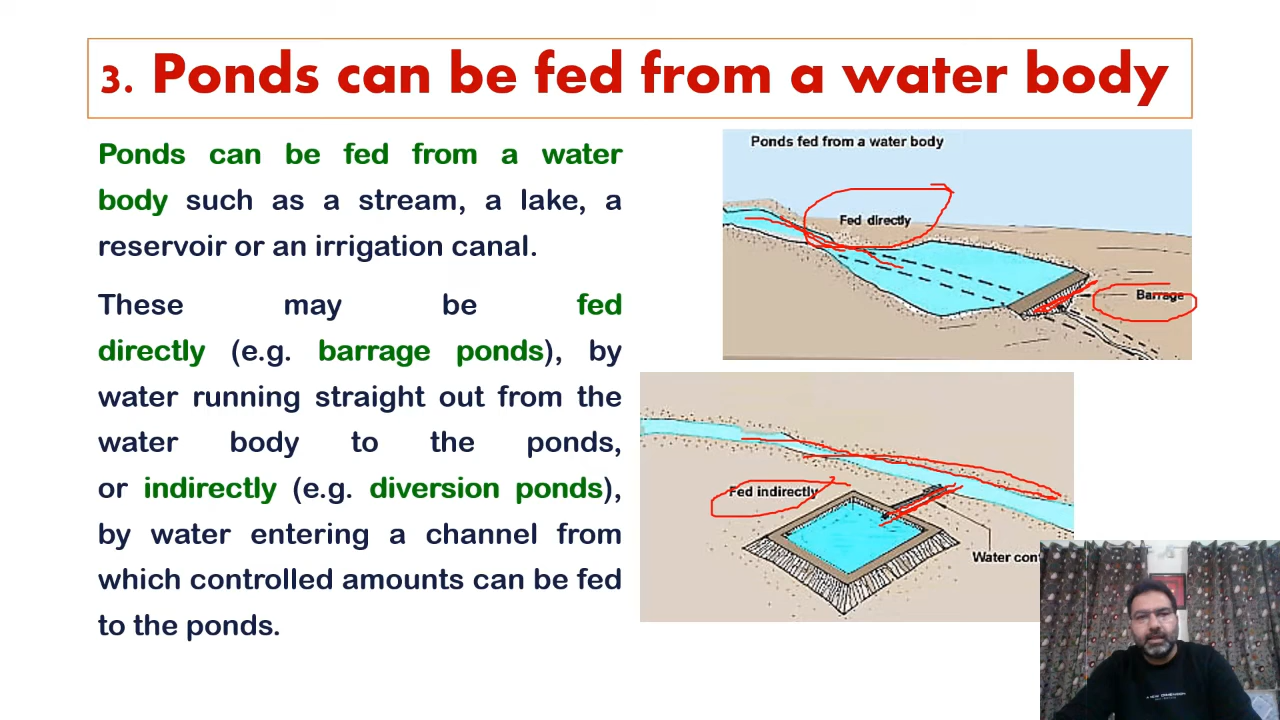 3. Ponds can be fed from a water body
Ponds can be fed from a water
body such as a stream, a lake, a
reservoir or an irrigation canal.
These may be fed
directly (e.g. barrage ponds), by
water running straight out from the
water body to the ponds,
or indirectly (e.g. diversion ponds),
by water entering a channel from
which controlled amounts can be fed
to the ponds.
Ponds fed from a water body
Fed directly
Barrage
Fed indirectly
Water con